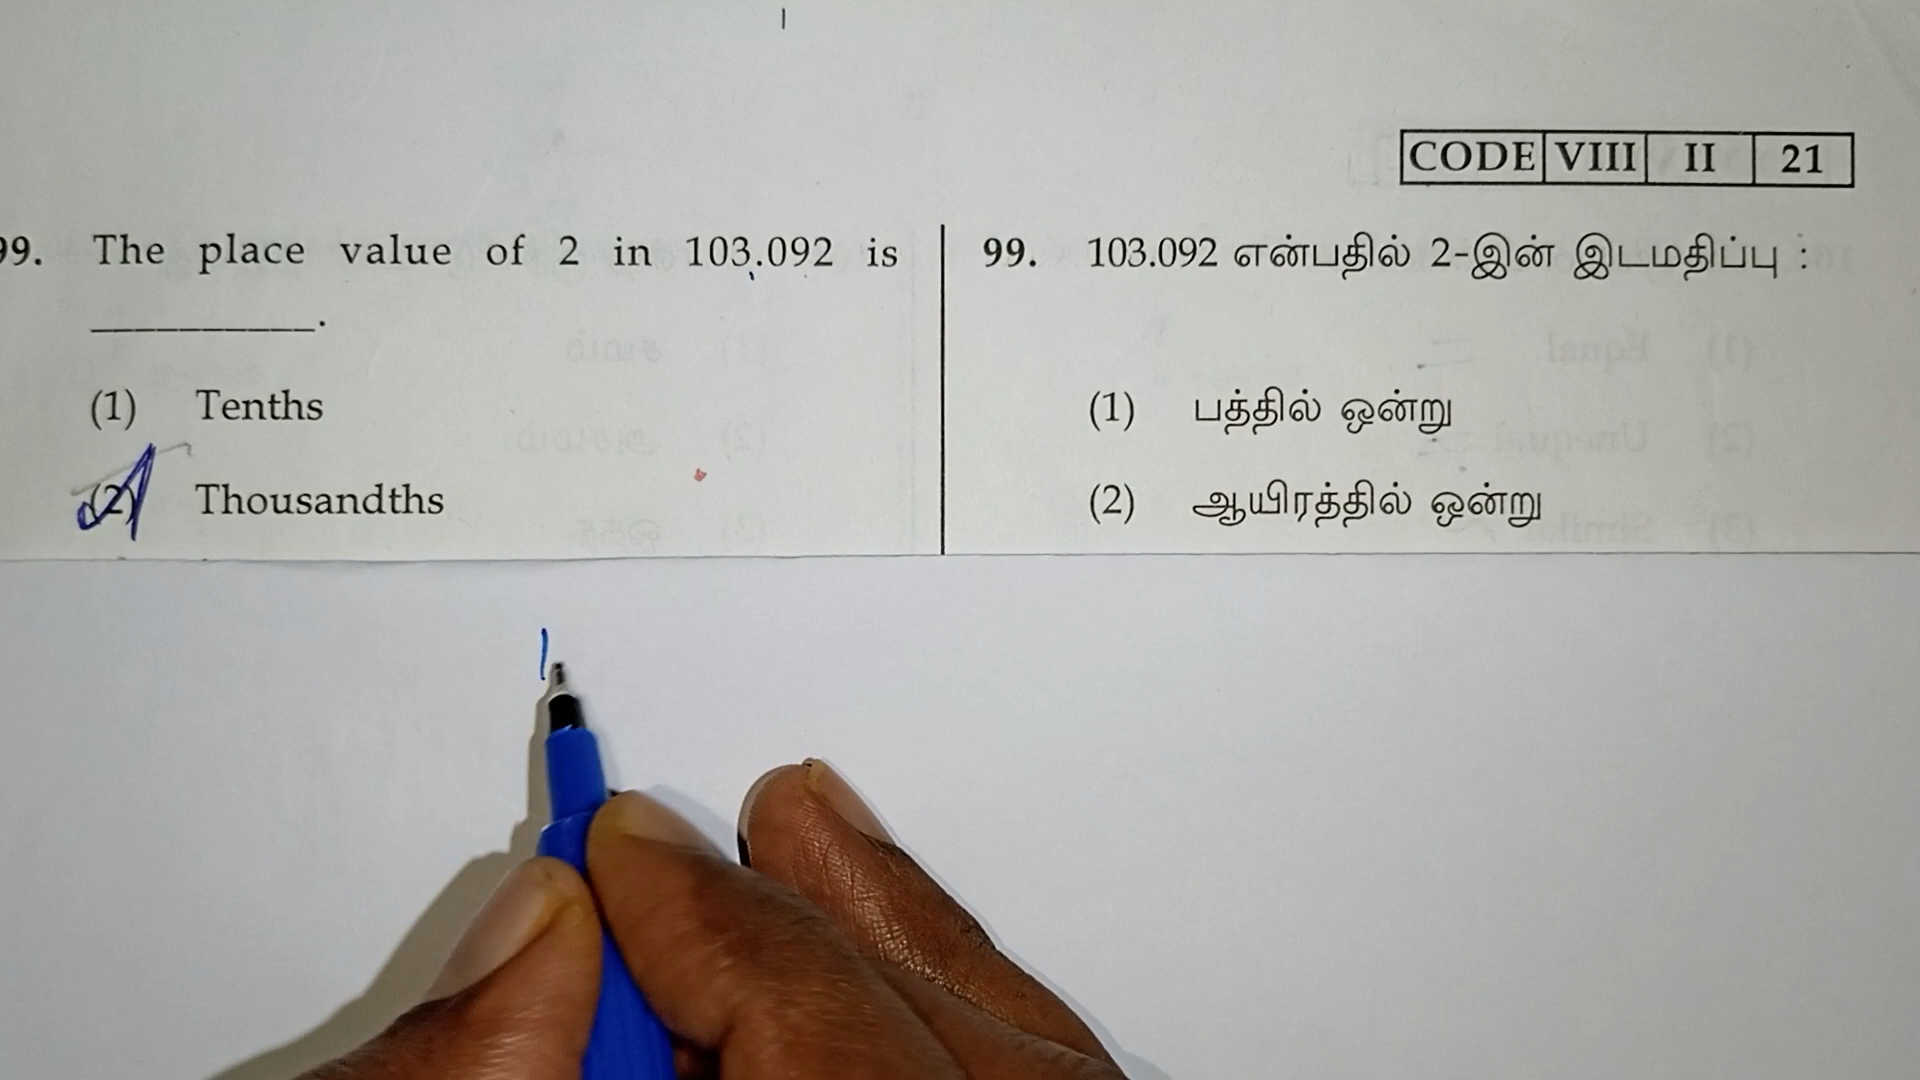 CODE VIII II 21
99. The place value of 2 in 103.092 is
__________.
(1) Tenths
(2) Thousandths
99. 103.092 என்பதில் 2-இன் இடமதிப்பு :
(1) பத்தில் ஒன்று
(2) ஆயிரத்தில் ஒன்று